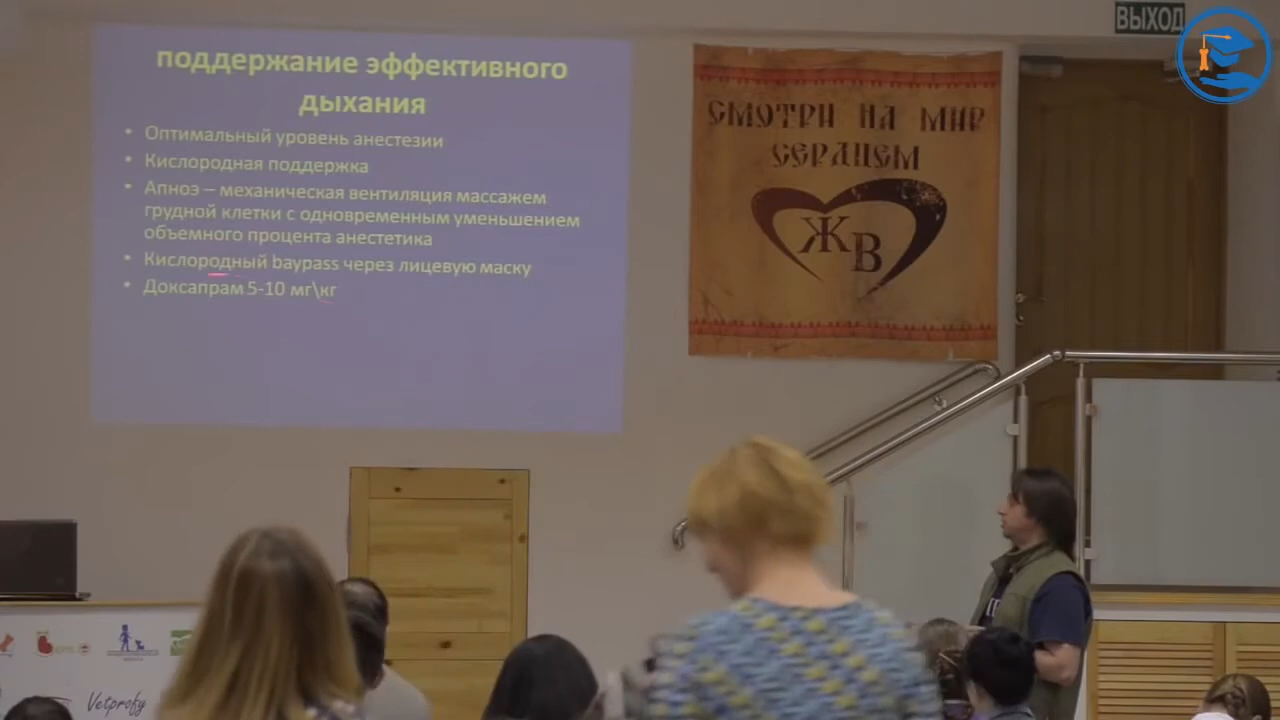 ВЫХОД
поддержание эффективного
дыхания
• Оптимальный уровень анестезии
• Кислородная поддержка
• Апноэ – механическая вентиляция массажем
грудной клетки с одновременным уменьшением
объемного процента анестетика
• Кислородный baypass через лицевую маску
• Доксапрам 5-10 мг\кг
СМОТРИ НА МИР
СЕРДЦЕМ
ЖВ
Vetprofy